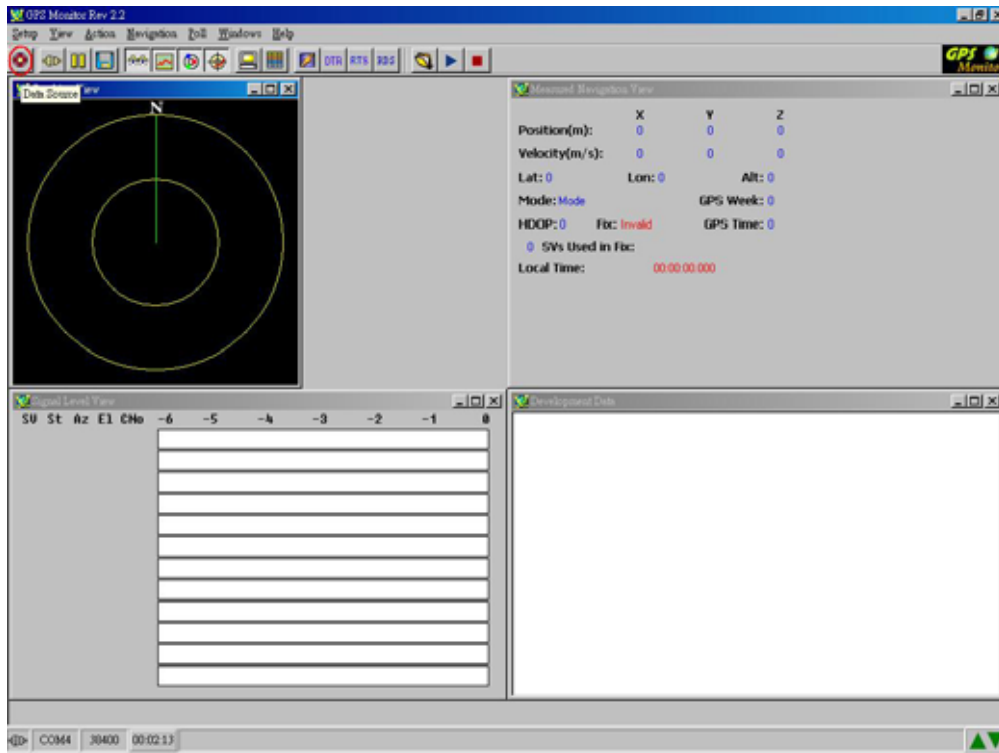 GPS Monitor Rev 2.2
Setup View Action Navigation Poll Windows Help
DTR RTS RDS
GPS Monitor
Data Source
View
N
Measured Navigation View
X Y Z
Position(m): 0 0 0
Velocity(m/s): 0 0 0
Lat: 0 Lon: 0 Alt: 0
Mode: Mode GPS Week: 0
HDOP: 0 Fix: Invalid GPS Time: 0
0 SVs Used in Fix:
Local Time: 00:00:00.000
Signal Level View
SV St Az El CNo -6 -5 -4 -3 -2 -1 0
Development Data
COM4 38400 00:02:13